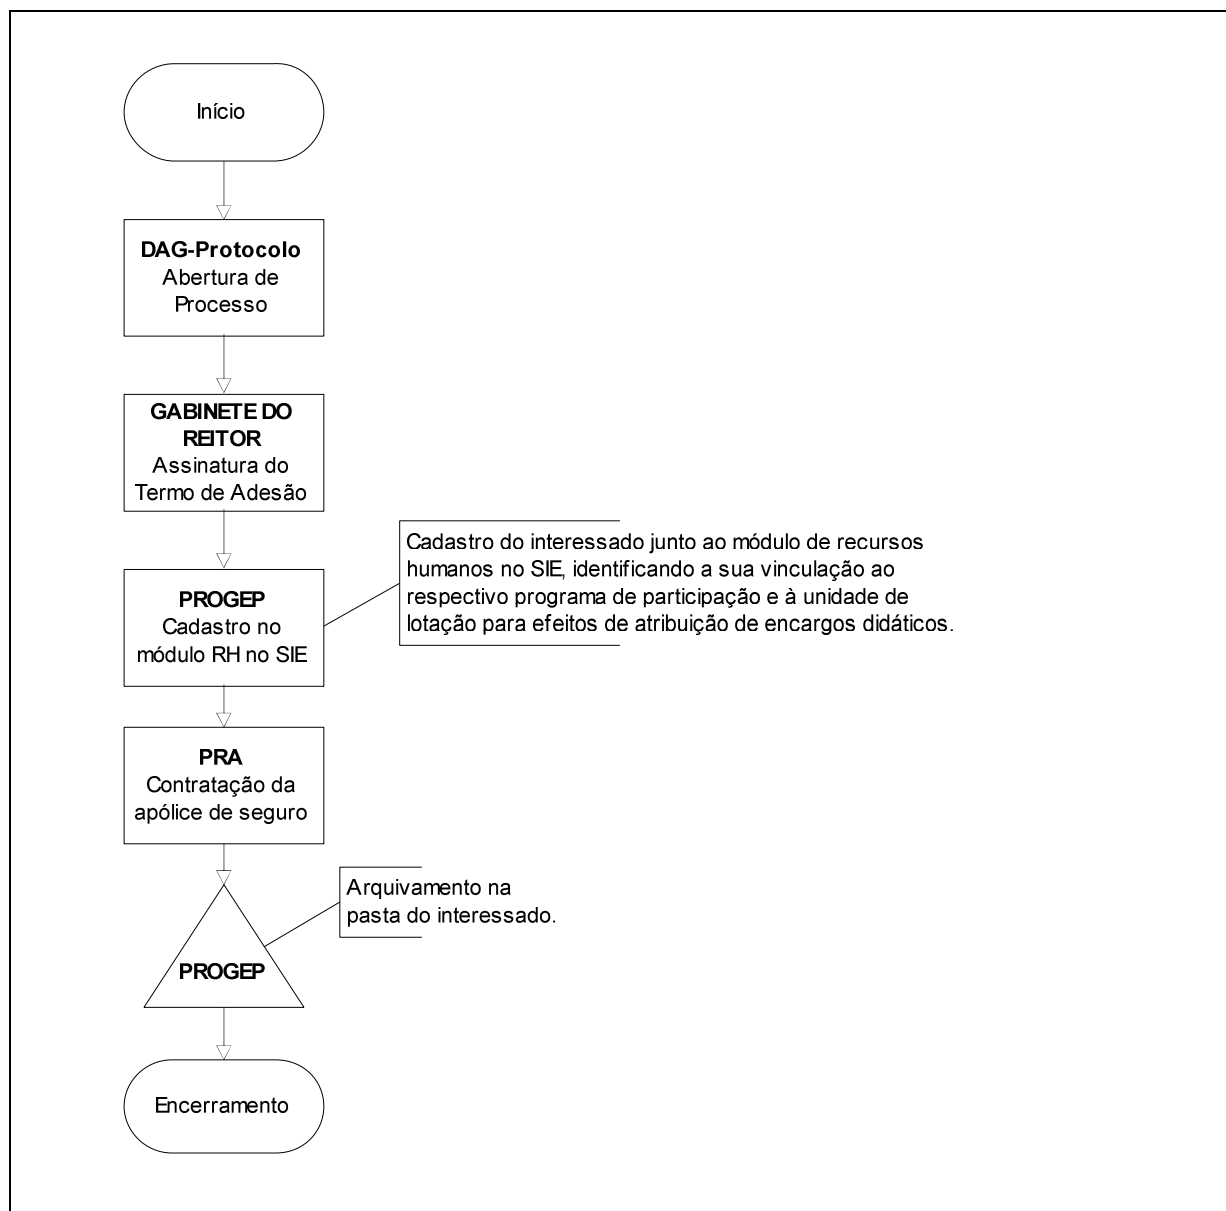 Início
DAG-Protocolo
Abertura de
Processo
GABINETE DO
REITOR
Assinatura do
Termo de Adesão
PROGEP
Cadastro no
módulo RH no SIE
Cadastro do interessado junto ao módulo de recursos
humanos no SIE, identificando a sua vinculação ao
respectivo programa de participação e à unidade de
lotação para efeitos de atribuição de encargos didáticos.
PRA
Contratação da
apólice de seguro
Arquivamento na
pasta do interessado.
PROGEP
Encerramento